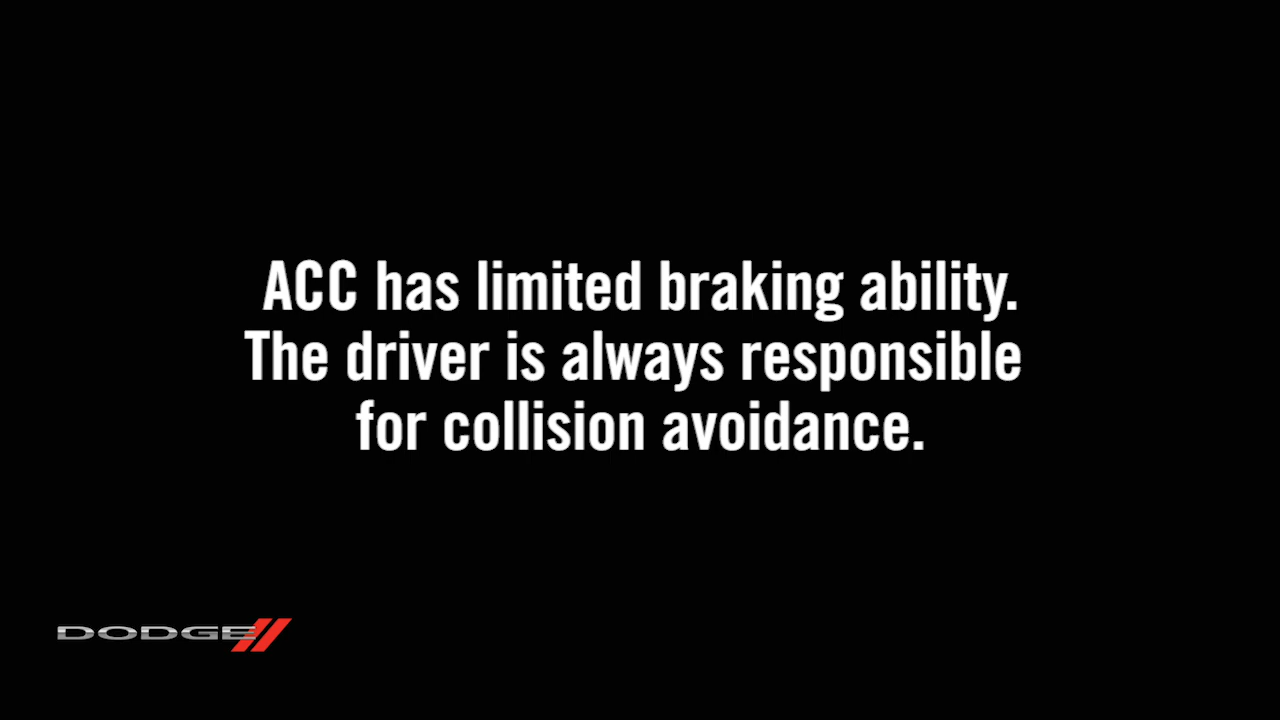 ACC has limited braking ability.
The driver is always responsible
for collision avoidance.
DODGE